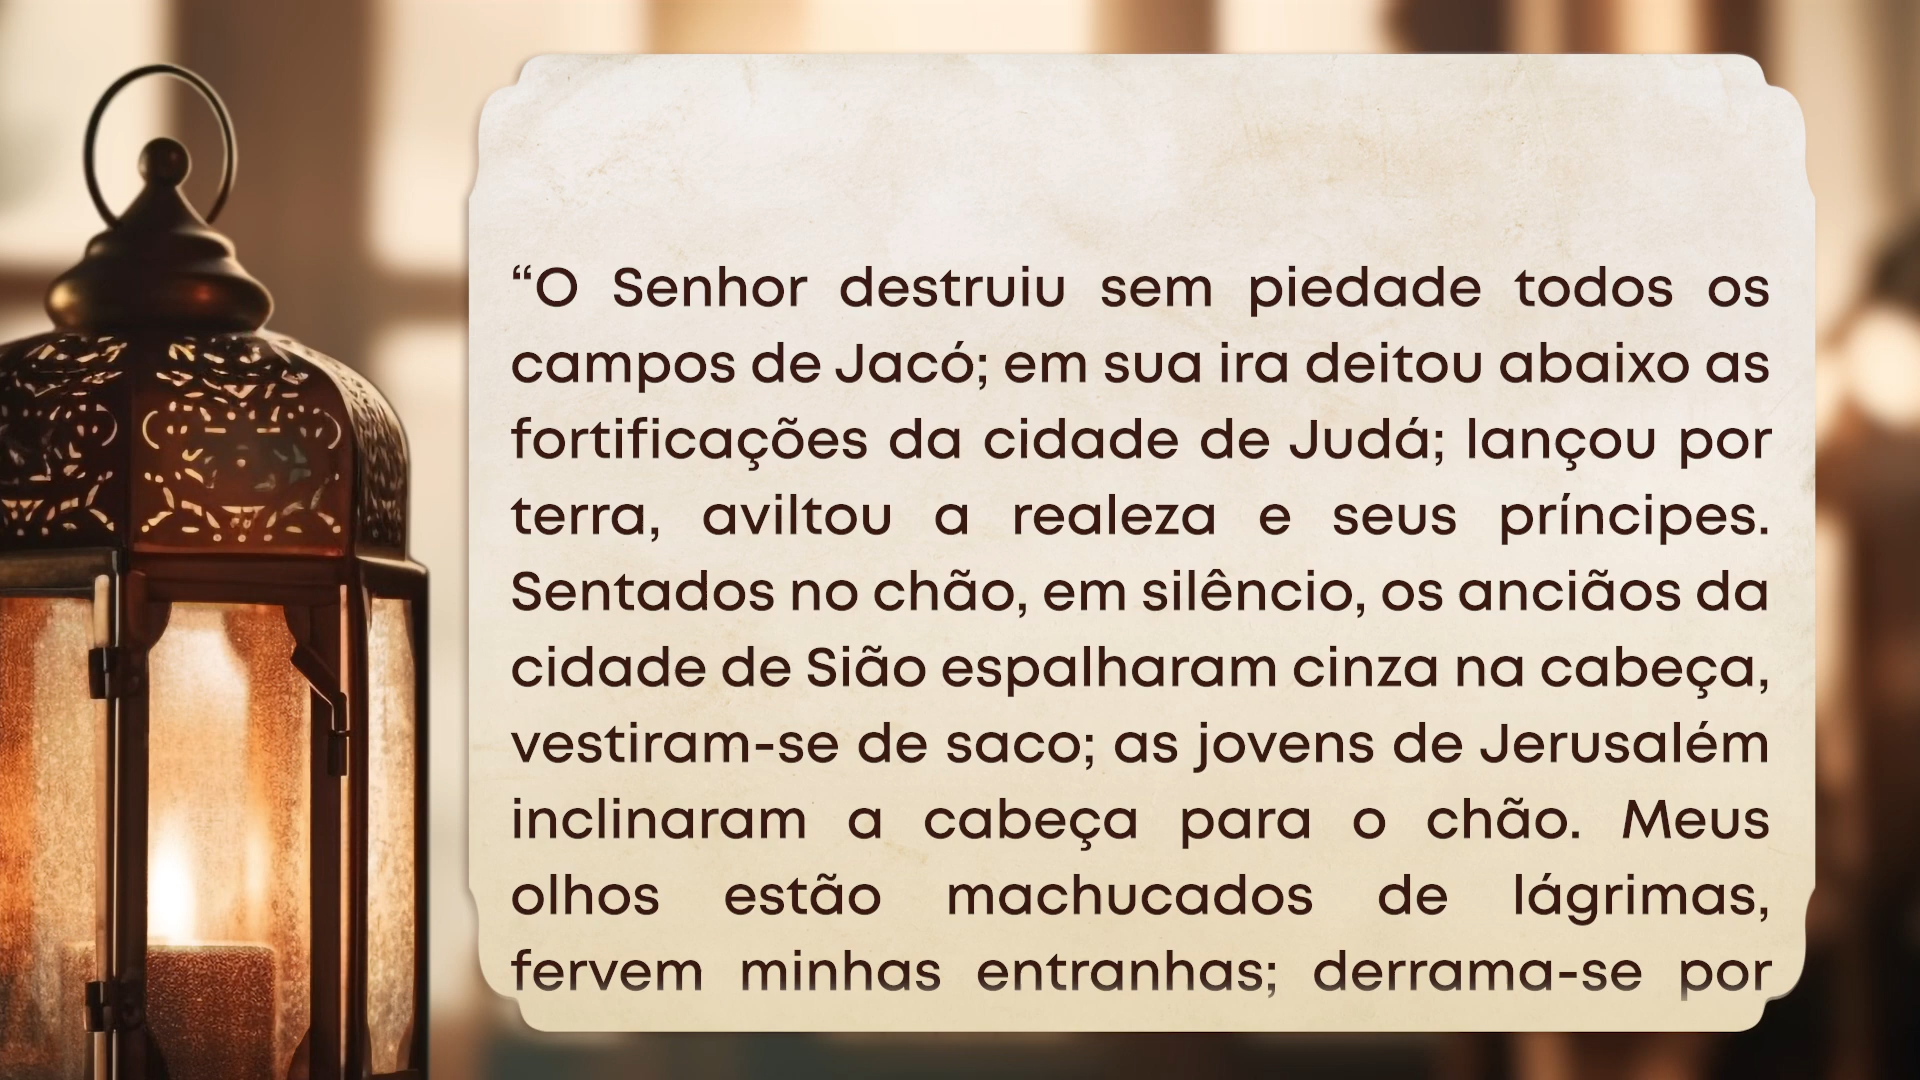 “O Senhor destruiu sem piedade todos os
campos de Jacó; em sua ira deitou abaixo as
fortificações da cidade de Judá; lançou por
terra, aviltou a realeza e seus príncipes.
Sentados no chão, em silêncio, os anciãos da
cidade de Sião espalharam cinza na cabeça,
vestiram-se de saco; as jovens de Jerusalém
inclinaram a cabeça para o chão. Meus
olhos estão machucados de lágrimas,
fervem minhas entranhas; derrama-se por